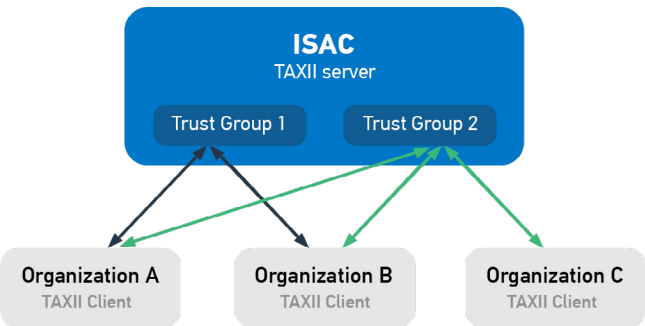 ISAC
TAXII server
Trust Group 1
Trust Group 2
Organization A
TAXII Client
Organization B
TAXII Client
Organization C
TAXII Client